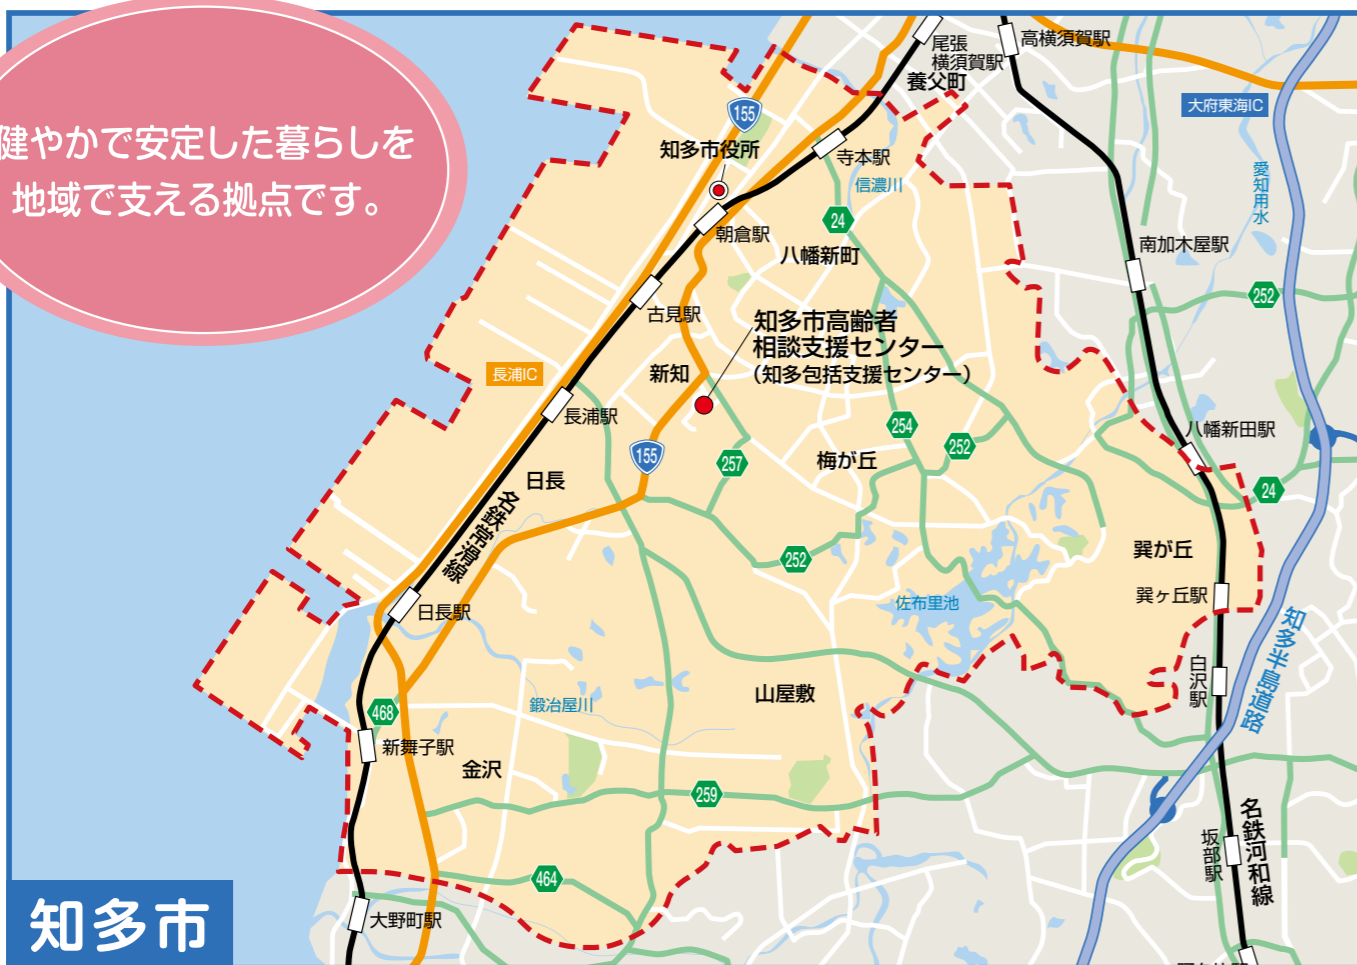 健やかで安定した暮らしを
地域で支える拠点です。
尾張
横須賀駅
高横須賀駅
養父町
大府東海IC
155
知多市役所
寺本駅
信濃川
愛知用水
24
朝倉駅
八幡新町
南加木屋駅
252
古見駅
知多市高齢者
相談支援センター
（知多包括支援センター）
長浦IC
新知
長浦駅
254
252
八幡新田駅
155
257
梅が丘
日長
24
名鉄常滑線
252
巽が丘
巽ヶ丘駅
佐布里池
日長駅
知多半島道路
白沢駅
山屋敷
鍛冶屋川
468
新舞子駅
金沢
259
名鉄河和線
坂部駅
464
大野町駅
知多市